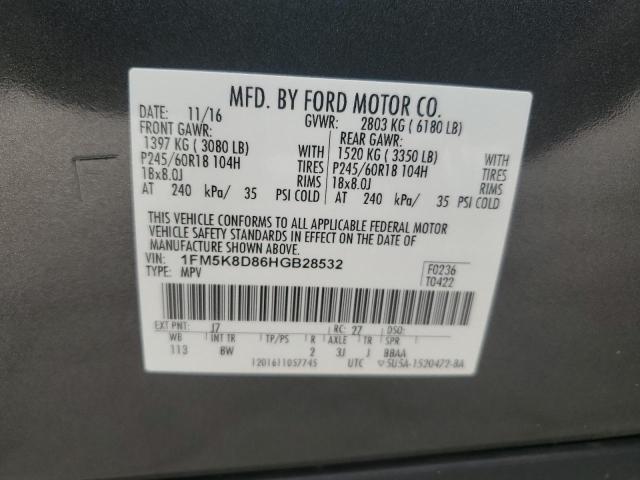 MFD. BY FORD MOTOR CO.
DATE: 11/16 GVWR: 2803 KG ( 6180 LB)
FRONT GAWR: REAR GAWR:
1397 KG ( 3080 LB) 1520 KG ( 3350 LB)
P245/60R18 104H TIRES P245/60R18 104H TIRES
18x8.0J RIMS 18x8.0J RIMS
AT 240 kPa/ 35 PSI COLD AT 240 kPa/ 35 PSI COLD
THIS VEHICLE CONFORMS TO ALL APPLICABLE FEDERAL MOTOR
VEHICLE SAFETY STANDARDS IN EFFECT ON THE DATE OF
MANUFACTURE SHOWN ABOVE.
VIN: 1FM5K8D86HGB28532 F0236
TYPE: MPV T0422
EXT PNT: J7 RC: 27 DSO:
WB INT TR TP/PS R AXLE TR SPR
113 BW 2 3J J BBAA
1201611057745 UTC ▽5U5A-1520472-BA